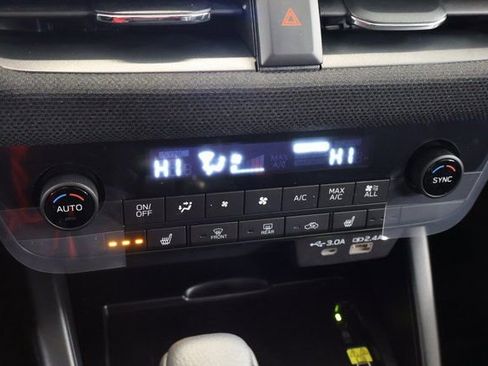 HI HI
MAX A/C
AUTO
ON/OFF
A/C
MAX A/C
ALL
SYNC
FRONT
REAR
3.0A
2.4A